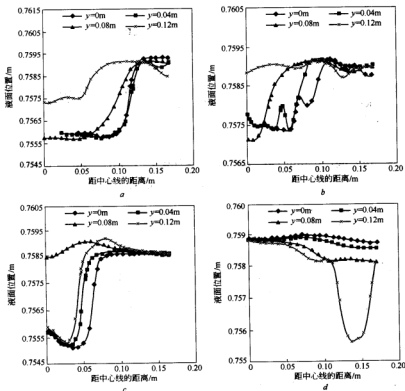 0.7615
y=0m
y=0.04m
y=0.08m
y=0.12m
0.7605
0.7595
0.7585
0.7575
0.7565
0.7555
0.7545
液面位置/m
0
0.05
0.10
0.15
0.20
距中心线的距离/m
a
0.7605
y=0m
y=0.04m
y=0.08m
y=0.12m
0.7595
0.7585
0.7575
0.7565
液面位置/m
0
0.05
0.10
0.15
0.20
距中心线的距离/m
b
0.7605
y=0m
y=0.04m
y=0.08m
y=0.12m
0.7595
0.7585
0.7575
0.7565
0.7555
0.7545
液面位置/m
0
0.05
0.10
0.15
0.20
距中心线的距离/m
c
0.760
y=0m
y=0.04m
y=0.08m
y=0.12m
0.759
0.758
0.757
0.756
0.755
液面位置/m
0
0.05
0.10
0.15
0.20
距中心线的距离/m
d